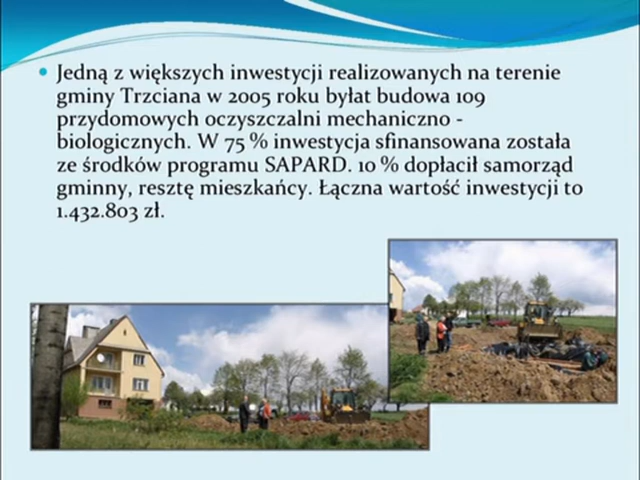 Jedną z większych inwestycji realizowanych na terenie
gminy Trzciana w 2005 roku byłat budowa 109
przydomowych oczyszczalni mechaniczno -
biologicznych. W 75 % inwestycja sfinansowana została
ze środków programu SAPARD. 10 % dopłacił samorząd
gminny, resztę mieszkańcy. Łączna wartość inwestycji to
1.432.803 zł.